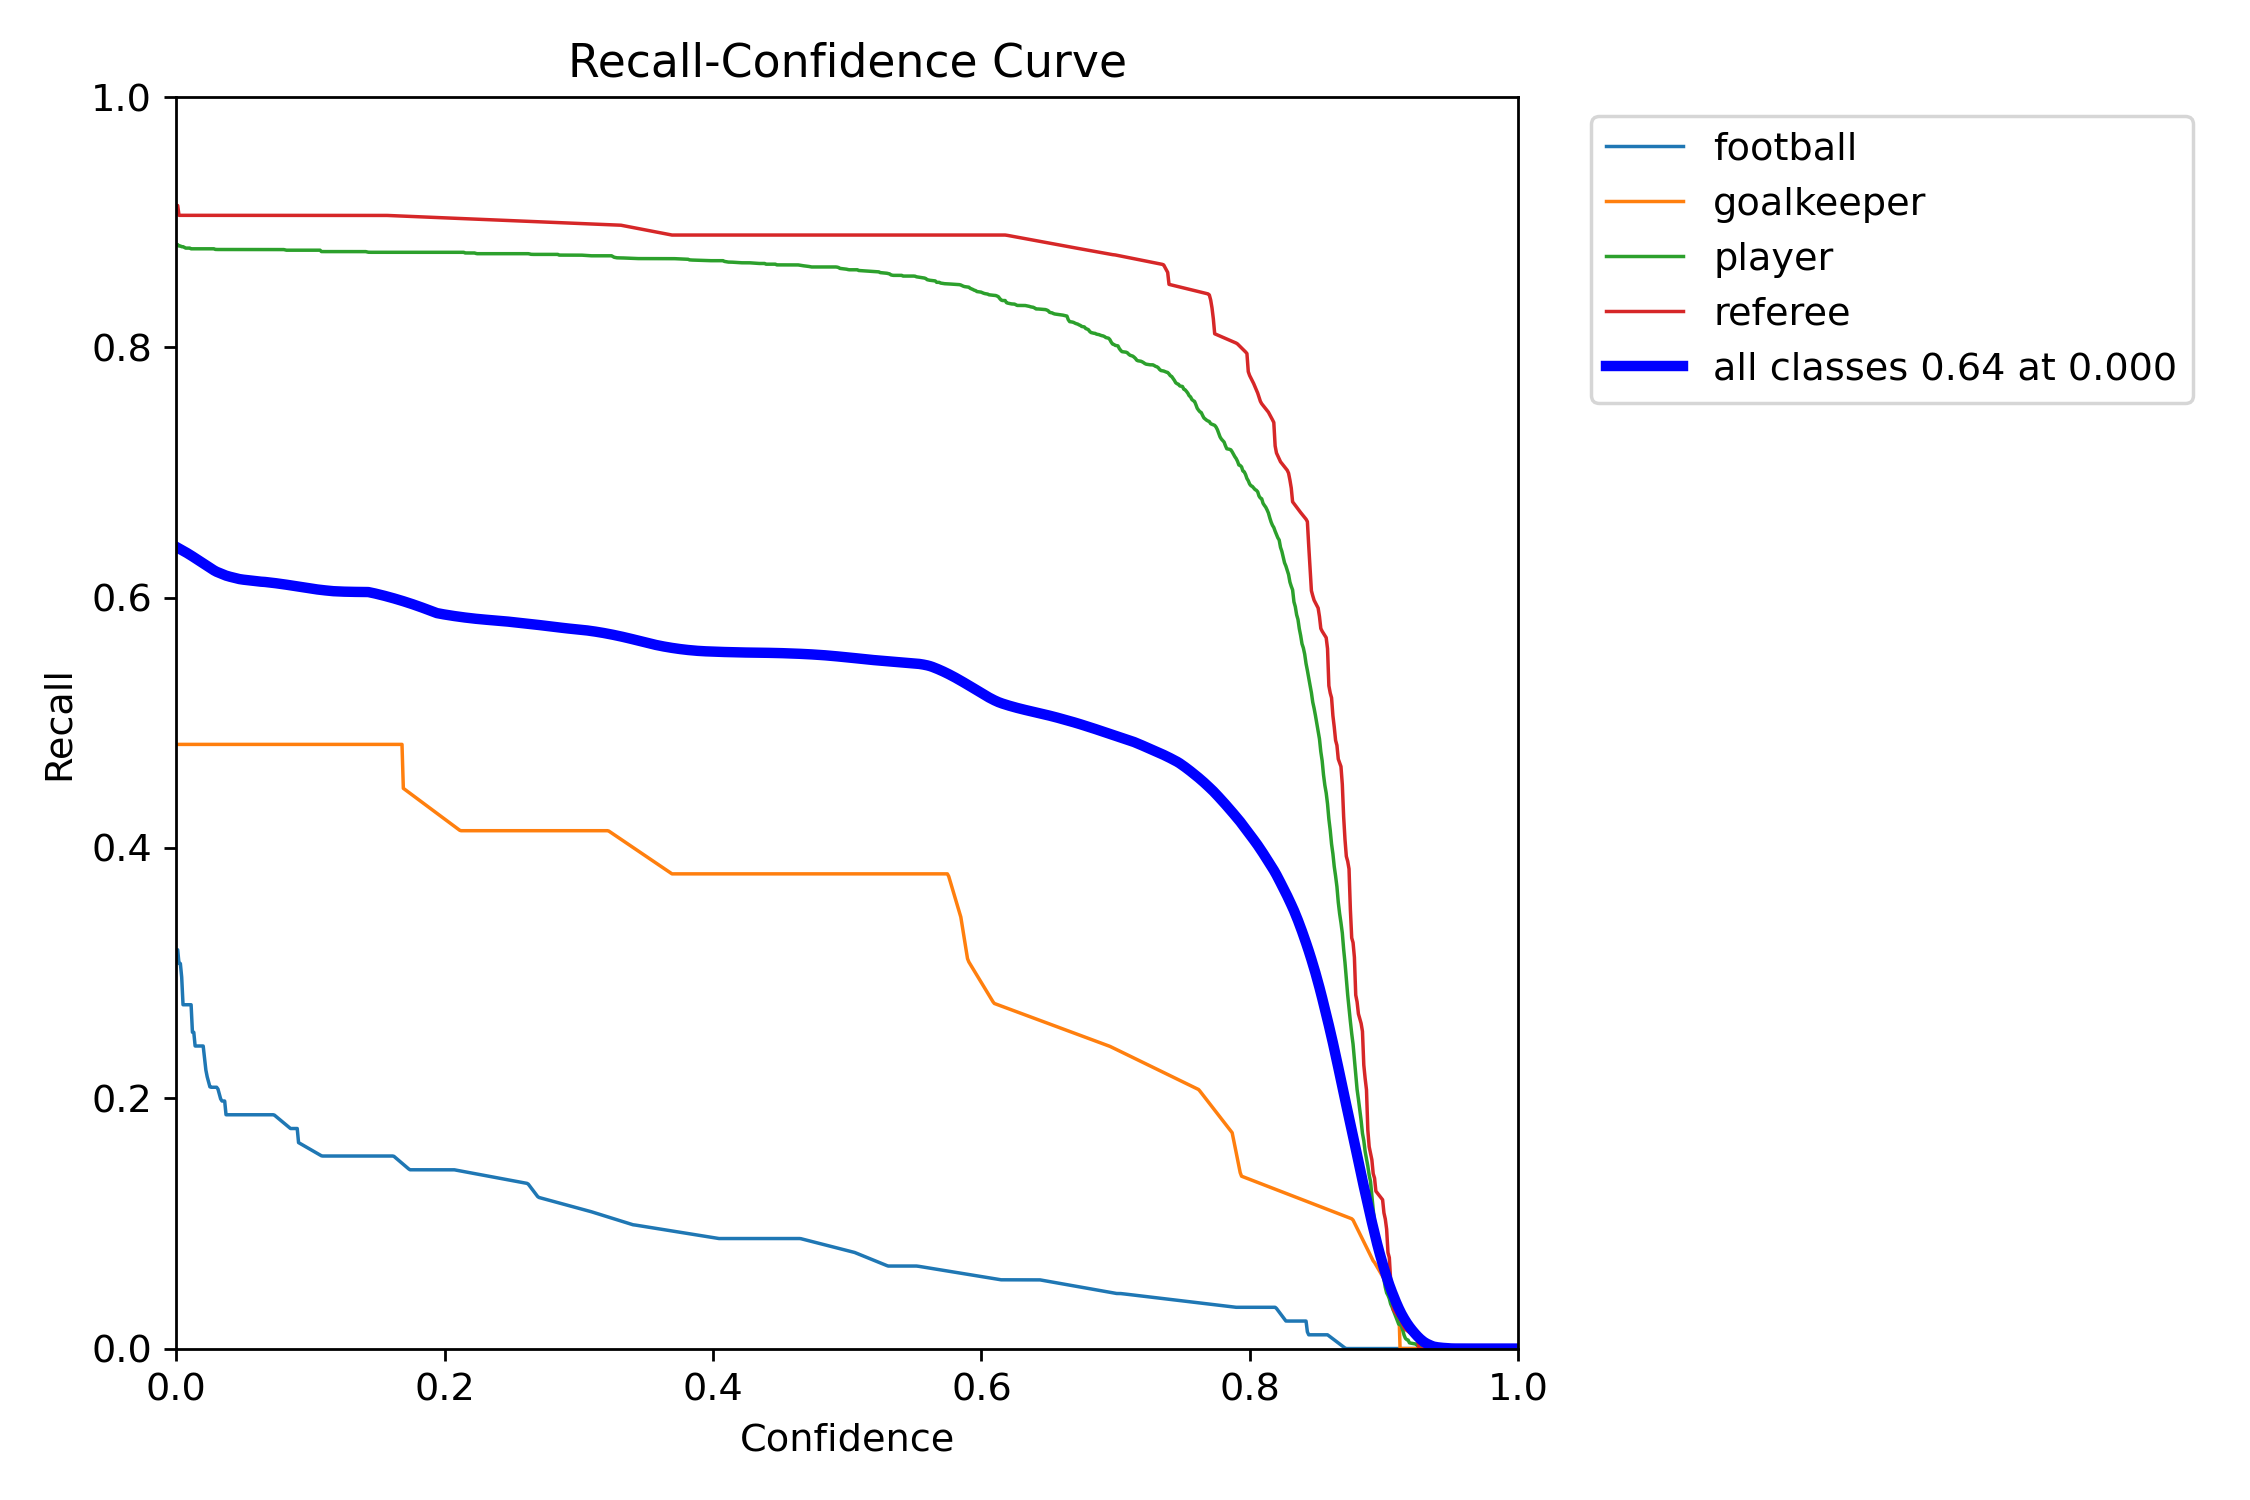 Recall-Confidence Curve
1.0
0.8
0.6
0.4
0.2
0.0
Recall
0.0 0.2 0.4 0.6 0.8 1.0
Confidence
football
goalkeeper
player
referee
all classes 0.64 at 0.000